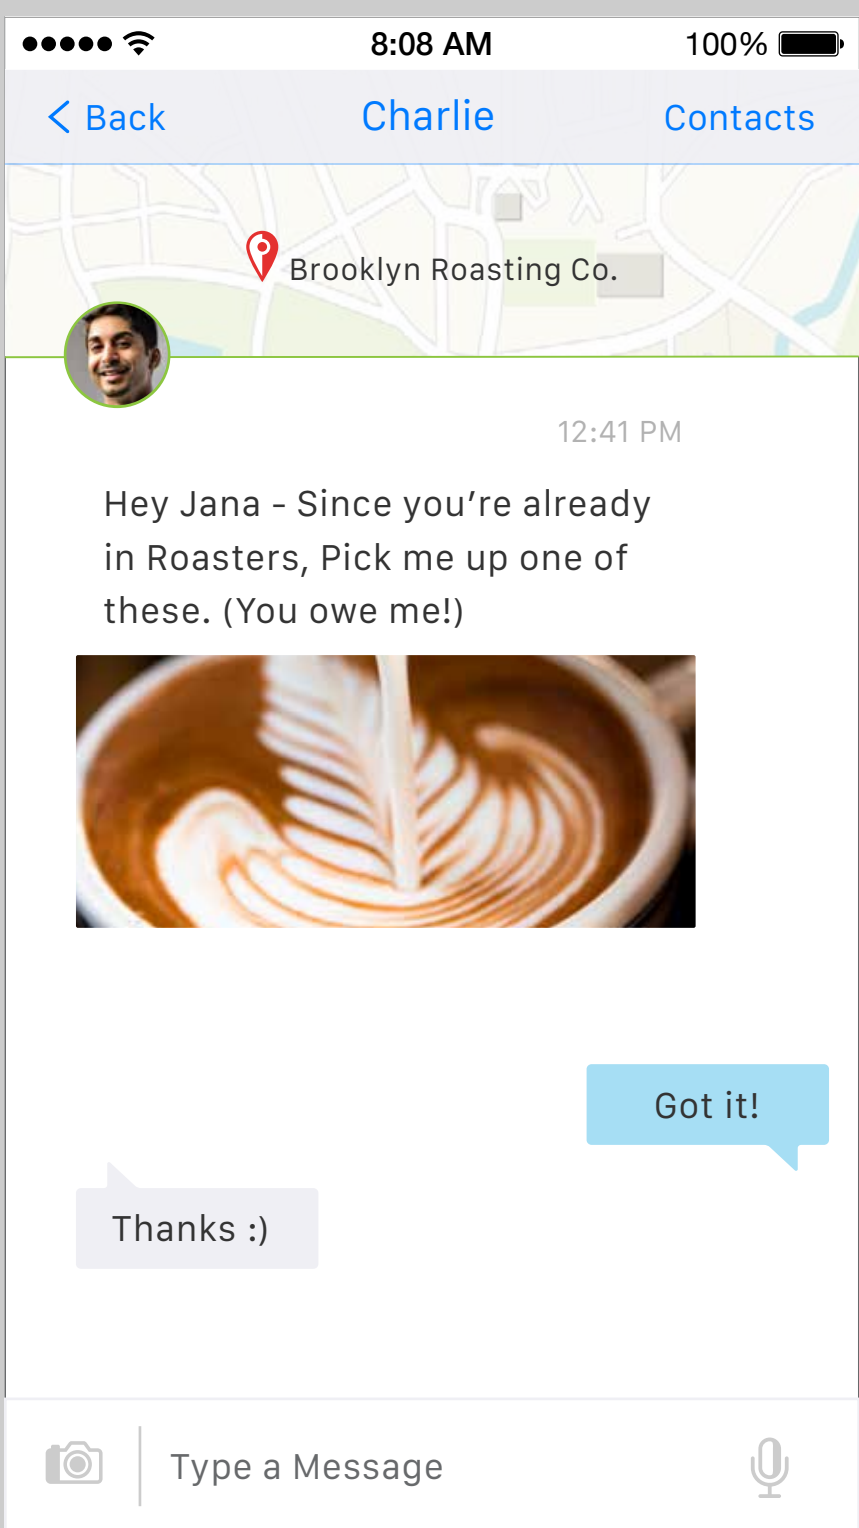 8:08 AM 100%
Back Charlie Contacts
Brooklyn Roasting Co.
12:41 PM
Hey Jana - Since you’re already
in Roasters, Pick me up one of
these. (You owe me!)
Got it!
Thanks :)
Type a Message